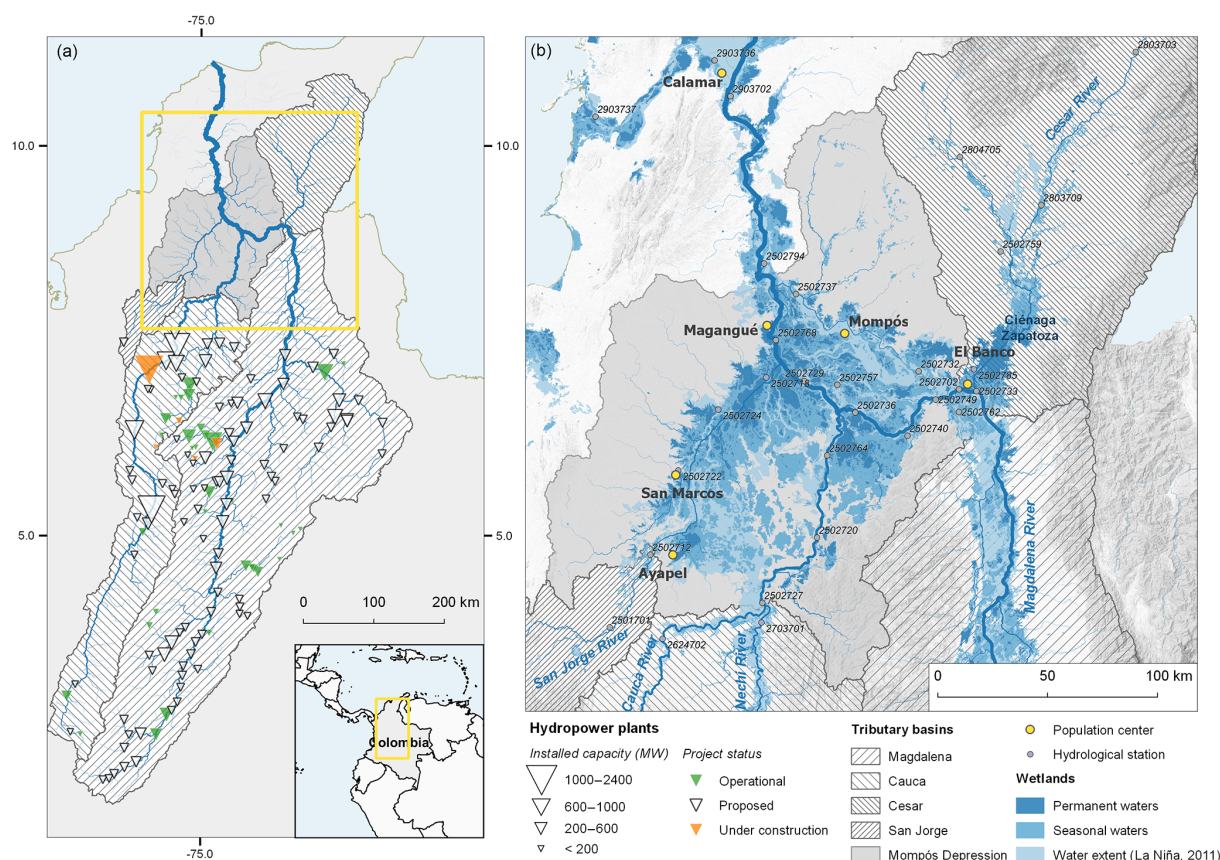 -75.0
(a)
10.0
10.0
5.0
5.0
0 100 200 km
Colombia
-75.0
(b)
2903736
Calamar
2903702
2903737
2803703
Cesar River
2804705
2803709
2502759
2502794
2502737
Ciénaga
Zapatoza
Magangué
Mompós
2502768
El Banco
2502732
2502729
2502718
2502757
2502702
2502733
2502749
2502724
2502736
2502762
2502740
2502764
2502722
San Marcos
2502720
2502712
Ayapel
Magdalena River
2502727
2501701
2703701
2624702
San Jorge River
Cauca River
Nechí River
0 50 100 km
Hydropower plants
Installed capacity (MW)
1000–2400
600–1000
200–600
< 200
Project status
Operational
Proposed
Under construction
Tributary basins
Magdalena
Cauca
Cesar
San Jorge
Mompós Depression
Population center
Hydrological station
Wetlands
Permanent waters
Seasonal waters
Water extent (La Niña, 2011)